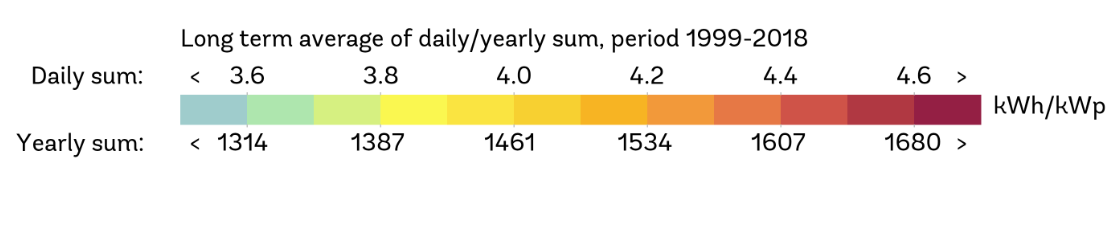 Long term average of daily/yearly sum, period 1999-2018
Daily sum: < 3.6 3.8 4.0 4.2 4.4 4.6 >
kWh/kWp
Yearly sum: < 1314 1387 1461 1534 1607 1680 >